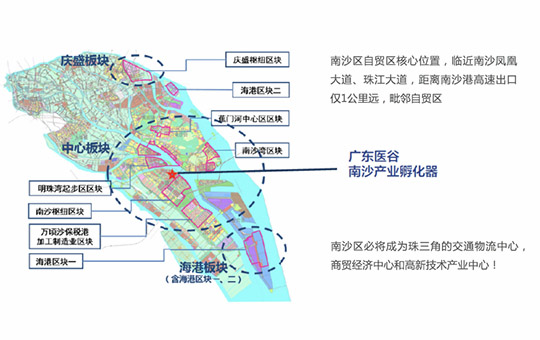 庆盛板块
庆盛枢纽区块
海港区块二
蕉门河中心区区块
中心板块
南沙湾区块
明珠湾起步区区块
南沙枢纽区块
万顷沙保税港
加工制造业区块
海港区块一
海港板块
(含海港区块一、二)
南沙区自贸区核心位置，临近南沙凤凰
大道、珠江大道，距离南沙港高速出口
仅1公里远，毗邻自贸区
广东医谷
南沙产业孵化器
南沙区必将成为珠三角的交通物流中心，
商贸经济中心和高新技术产业中心！